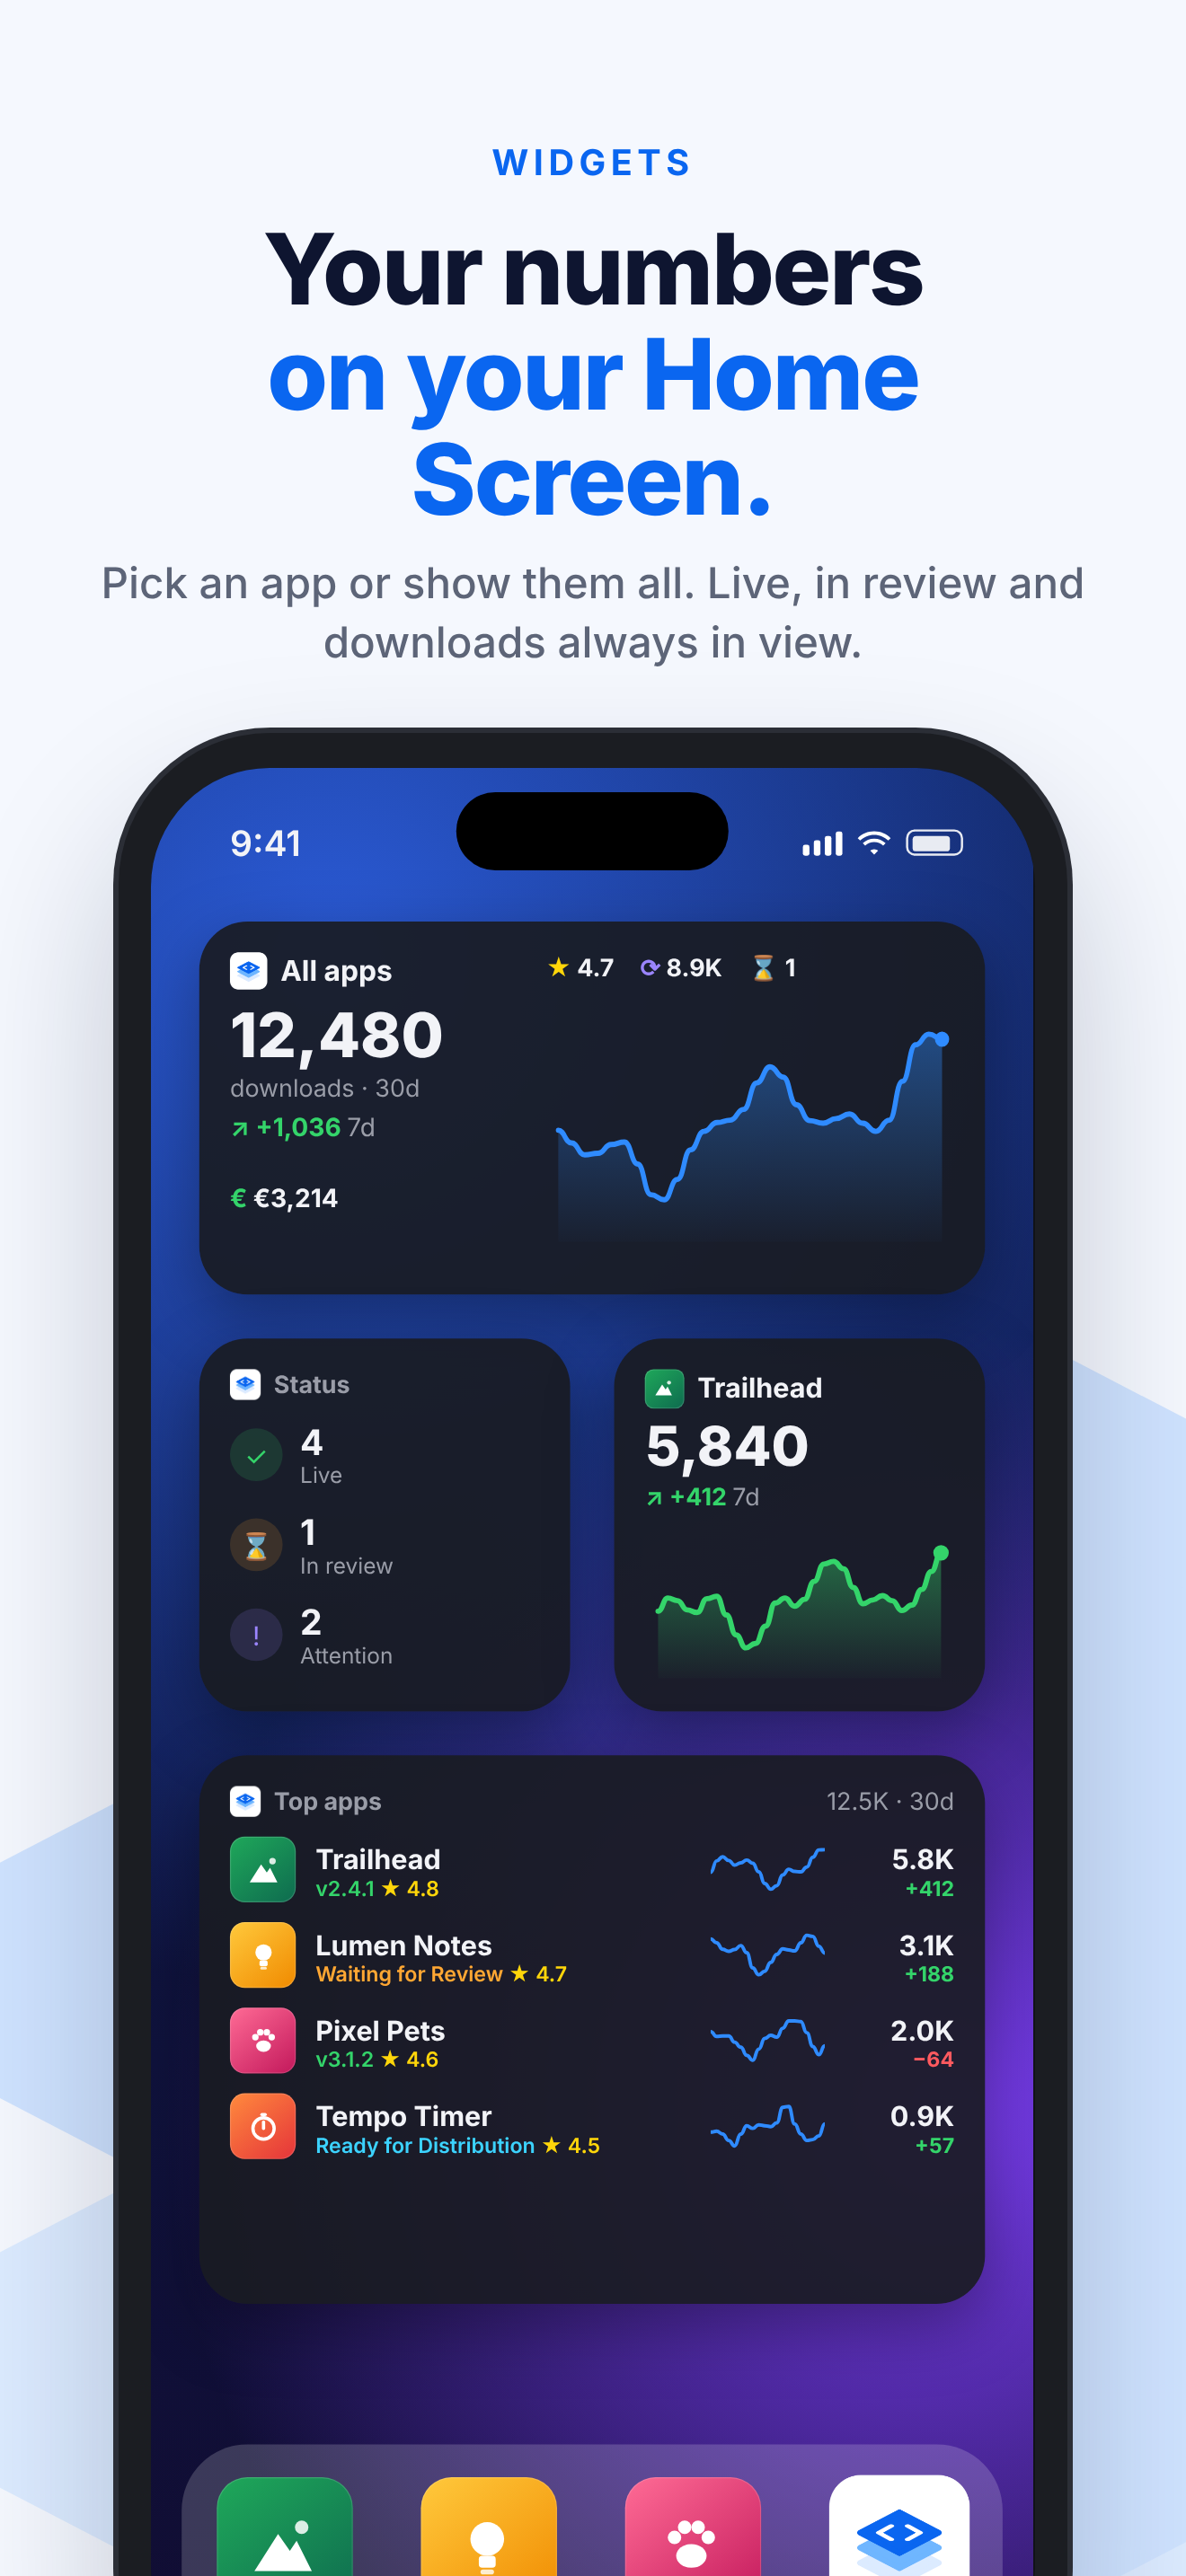 WIDGETS
Your numbers
on your Home
Screen.
Pick an app or show them all. Live, in review and
downloads always in view.
9:41
All apps
★ 4.7 ⟳ 8.9K ⌛ 1
12,480
downloads · 30d
↗ +1,036 7d
€ €3,214
Status
✓ 4
Live
⌛ 1
In review
! 2
Attention
Trailhead
5,840
↗ +412 7d
Top apps 12.5K · 30d
Trailhead 5.8K
v2.4.1 ★ 4.8 +412
Lumen Notes 3.1K
Waiting for Review ★ 4.7 +188
Pixel Pets 2.0K
v3.1.2 ★ 4.6 −64
Tempo Timer 0.9K
Ready for Distribution ★ 4.5 +57